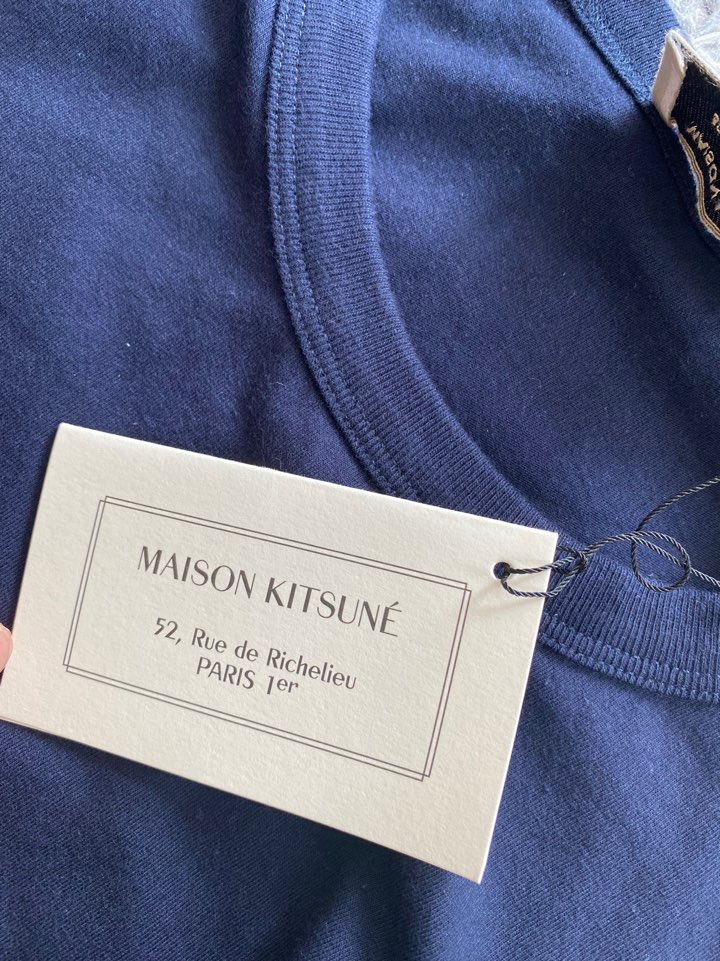 MAISON KITSUNÉ
52, Rue de Richelieu
PARIS 1er